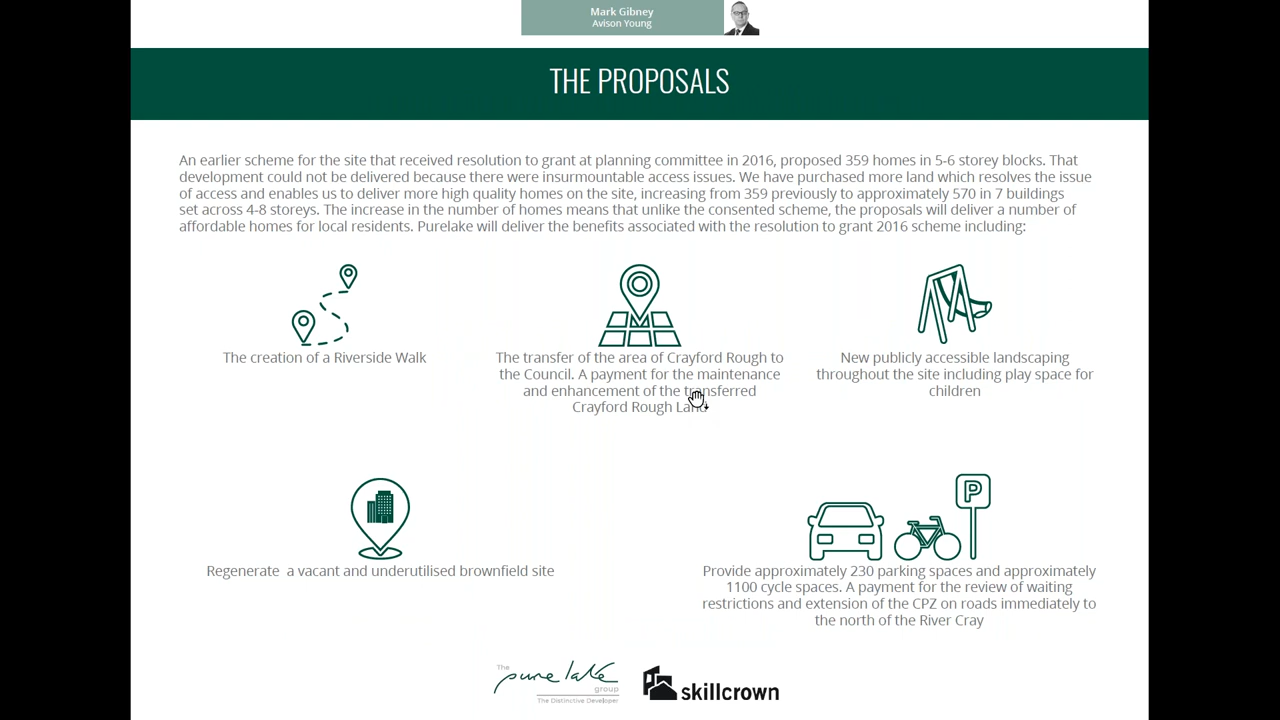 Mark Gibney
Avison Young
THE PROPOSALS
An earlier scheme for the site that received resolution to grant at planning committee in 2016, proposed 359 homes in 5-6 storey blocks. That
development could not be delivered because there were insurmountable access issues. We have purchased more land which resolves the issue
of access and enables us to deliver more high quality homes on the site, increasing from 359 previously to approximately 570 in 7 buildings
set across 4-8 storeys. The increase in the number of homes means that unlike the consented scheme, the proposals will deliver a number of
affordable homes for local residents. Purelake will deliver the benefits associated with the resolution to grant 2016 scheme including:
The creation of a Riverside Walk
The transfer of the area of Crayford Rough to
the Council. A payment for the maintenance
and enhancement of the transferred
Crayford Rough Land
New publicly accessible landscaping
throughout the site including play space for
children
Regenerate a vacant and underutilised brownfield site
P
Provide approximately 230 parking spaces and approximately
1100 cycle spaces. A payment for the review of waiting
restrictions and extension of the CPZ on roads immediately to
the north of the River Cray
The
pure lake
group
The Distinctive Developer
skillcrown